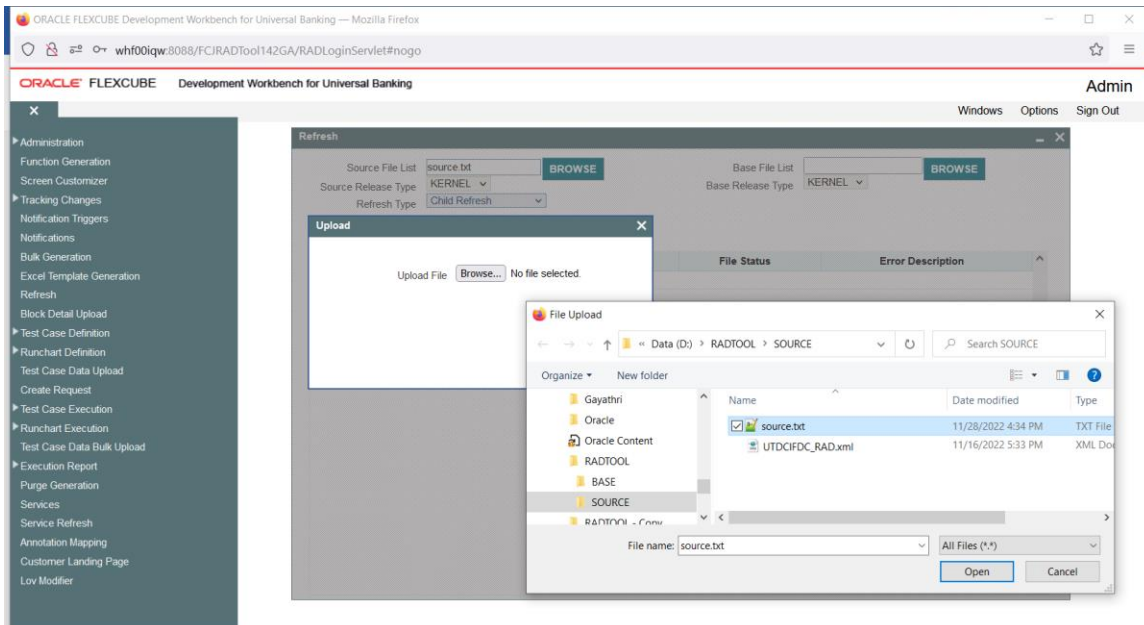 ORACLE FLEXCUBE Development Workbench for Universal Banking — Mozilla Firefox
whf00iqw:8088/FCJRADTool142GA/RADLoginServlet#nogo
ORACLE FLEXCUBE Development Workbench for Universal Banking Admin
Windows Options Sign Out
Administration
Function Generation
Screen Customizer
Tracking Changes
Notification Triggers
Notifications
Bulk Generation
Excel Template Generation
Refresh
Block Detail Upload
Test Case Definition
Runchart Definition
Test Case Data Upload
Create Request
Test Case Execution
Runchart Execution
Test Case Data Bulk Upload
Execution Report
Purge Generation
Services
Service Refresh
Annotation Mapping
Customer Landing Page
Lov Modifier
Refresh
Source File List source.txt BROWSE Base File List BROWSE
Source Release Type KERNEL Base Release Type KERNEL
Refresh Type Child Refresh
File Status Error Description
Upload
Upload File Browse... No file selected.
File Upload
« Data (D:) > RADTOOL > SOURCE Search SOURCE
Organize New folder
Gayathri
Oracle
Oracle Content
RADTOOL
BASE
SOURCE
RADTOOL - Copy
Name Date modified Type
source.txt 11/28/2022 4:34 PM TXT File
UTDCIFDC_RAD.xml 11/16/2022 5:33 PM XML Do
File name: source.txt All Files (*.*)
Open Cancel